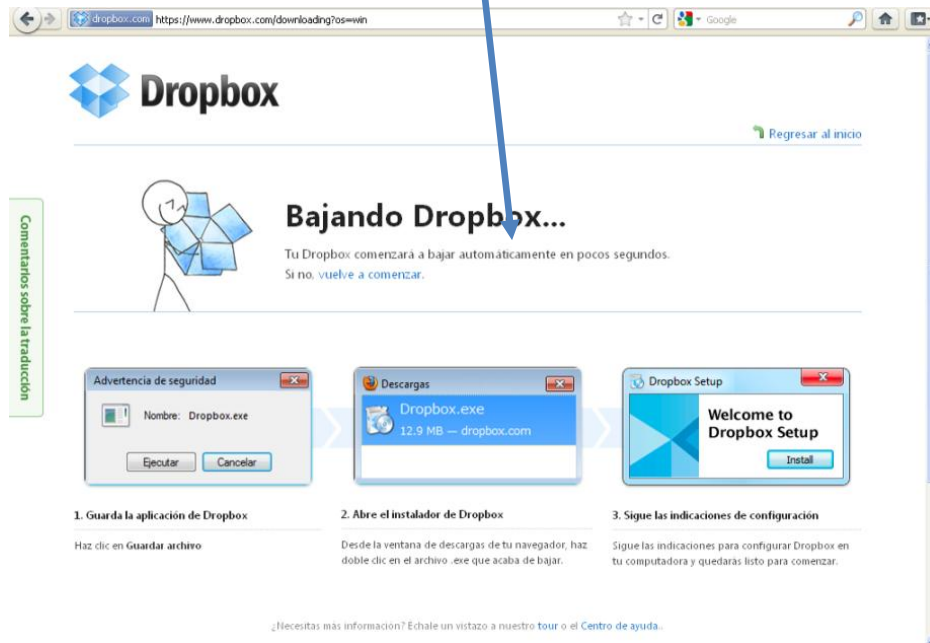 dropbox.com https://www.dropbox.com/downloading?os=win
Google
Dropbox
Regresar al inicio
Comentarios sobre la traducción
Bajando Dropbox...
Tu Dropbox comenzará a bajar automáticamente en pocos segundos.
Si no, vuelve a comenzar.
Advertencia de seguridad
Nombre: Dropbox.exe
Ejecutar Cancelar
Descargas
Dropbox.exe
12.9 MB — dropbox.com
Dropbox Setup
Welcome to
Dropbox Setup
Install
1. Guarda la aplicación de Dropbox
Haz clic en Guardar archivo
2. Abre el instalador de Dropbox
Desde la ventana de descargas de tu navegador, haz
doble clic en el archivo .exe que acaba de bajar.
3. Sigue las indicaciones de configuración
Sigue las indicaciones para configurar Dropbox en
tu computadora y quedarás listo para comenzar.
¿Necesitas más información? Échale un vistazo a nuestro tour o el Centro de ayuda.